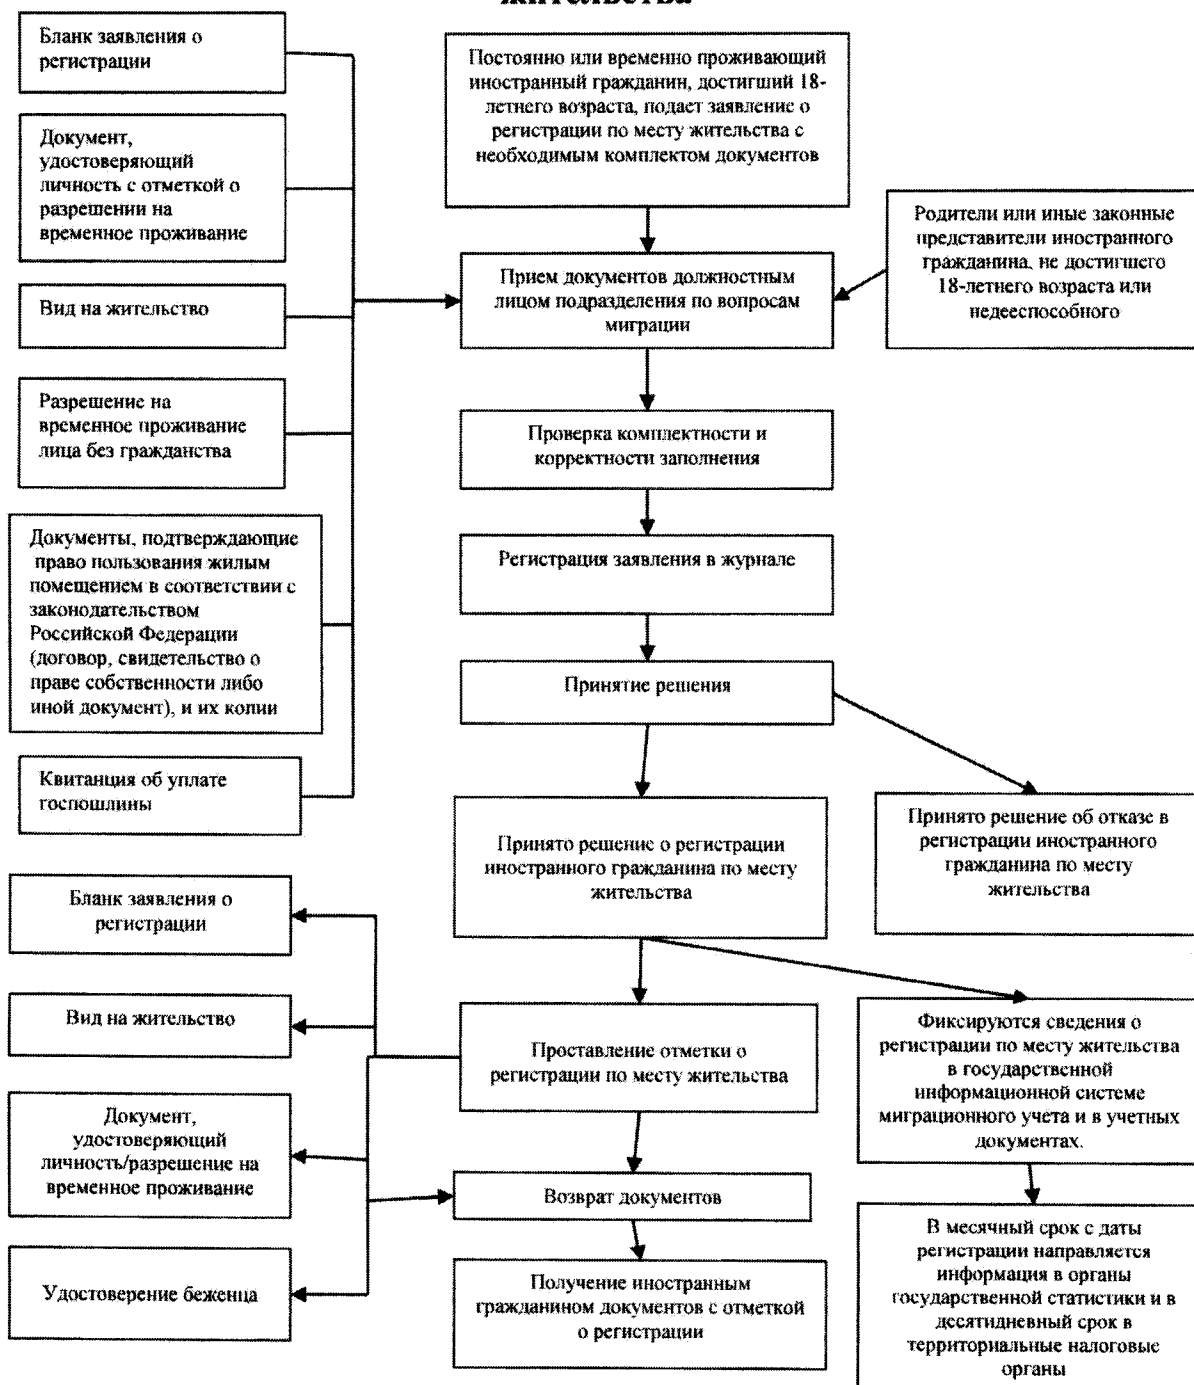 жительства
Бланк заявления о
регистрации
Документ,
удостоверяющий
личность с отметкой о
разрешении на
временное проживание
Вид на жительство
Разрешение на
временное проживание
лица без гражданства
Документы, подтверждающие
право пользования жилым
помещением в соответствии с
законодательством
Российской Федерации
(договор, свидетельство о
праве собственности либо
иной документ), и их копии
Квитанция об уплате
госпошлины
Постоянно или временно проживающий
иностранный гражданин, достигший 18-
летнего возраста, подает заявление о
регистрации по месту жительства с
необходимым комплектом документов
Родители или иные законные
представители иностранного
гражданина, не достигшего
18-летнего возраста или
недееспособного
Прием документов должностным
лицом подразделения по вопросам
миграции
Проверка комплектности и
корректности заполнения
Регистрация заявления в журнале
Принятие решения
Принято решение о регистрации
иностранного гражданина по месту
жительства
Принято решение об отказе в
регистрации иностранного
гражданина по месту
жительства
Бланк заявления о
регистрации
Вид на жительство
Документ,
удостоверяющий
личность/разрешение на
временное проживание
Удостоверение беженца
Проставление отметки о
регистрации по месту жительства
Возврат документов
Получение иностранным
гражданином документов с отметкой
о регистрации
Фиксируются сведения о
регистрации по месту жительства
в государственной
информационной системе
миграционного учета и в учетных
документах.
В месячный срок с даты
регистрации направляется
информация в органы
государственной статистики и в
десятидневный срок в
территориальные налоговые
органы